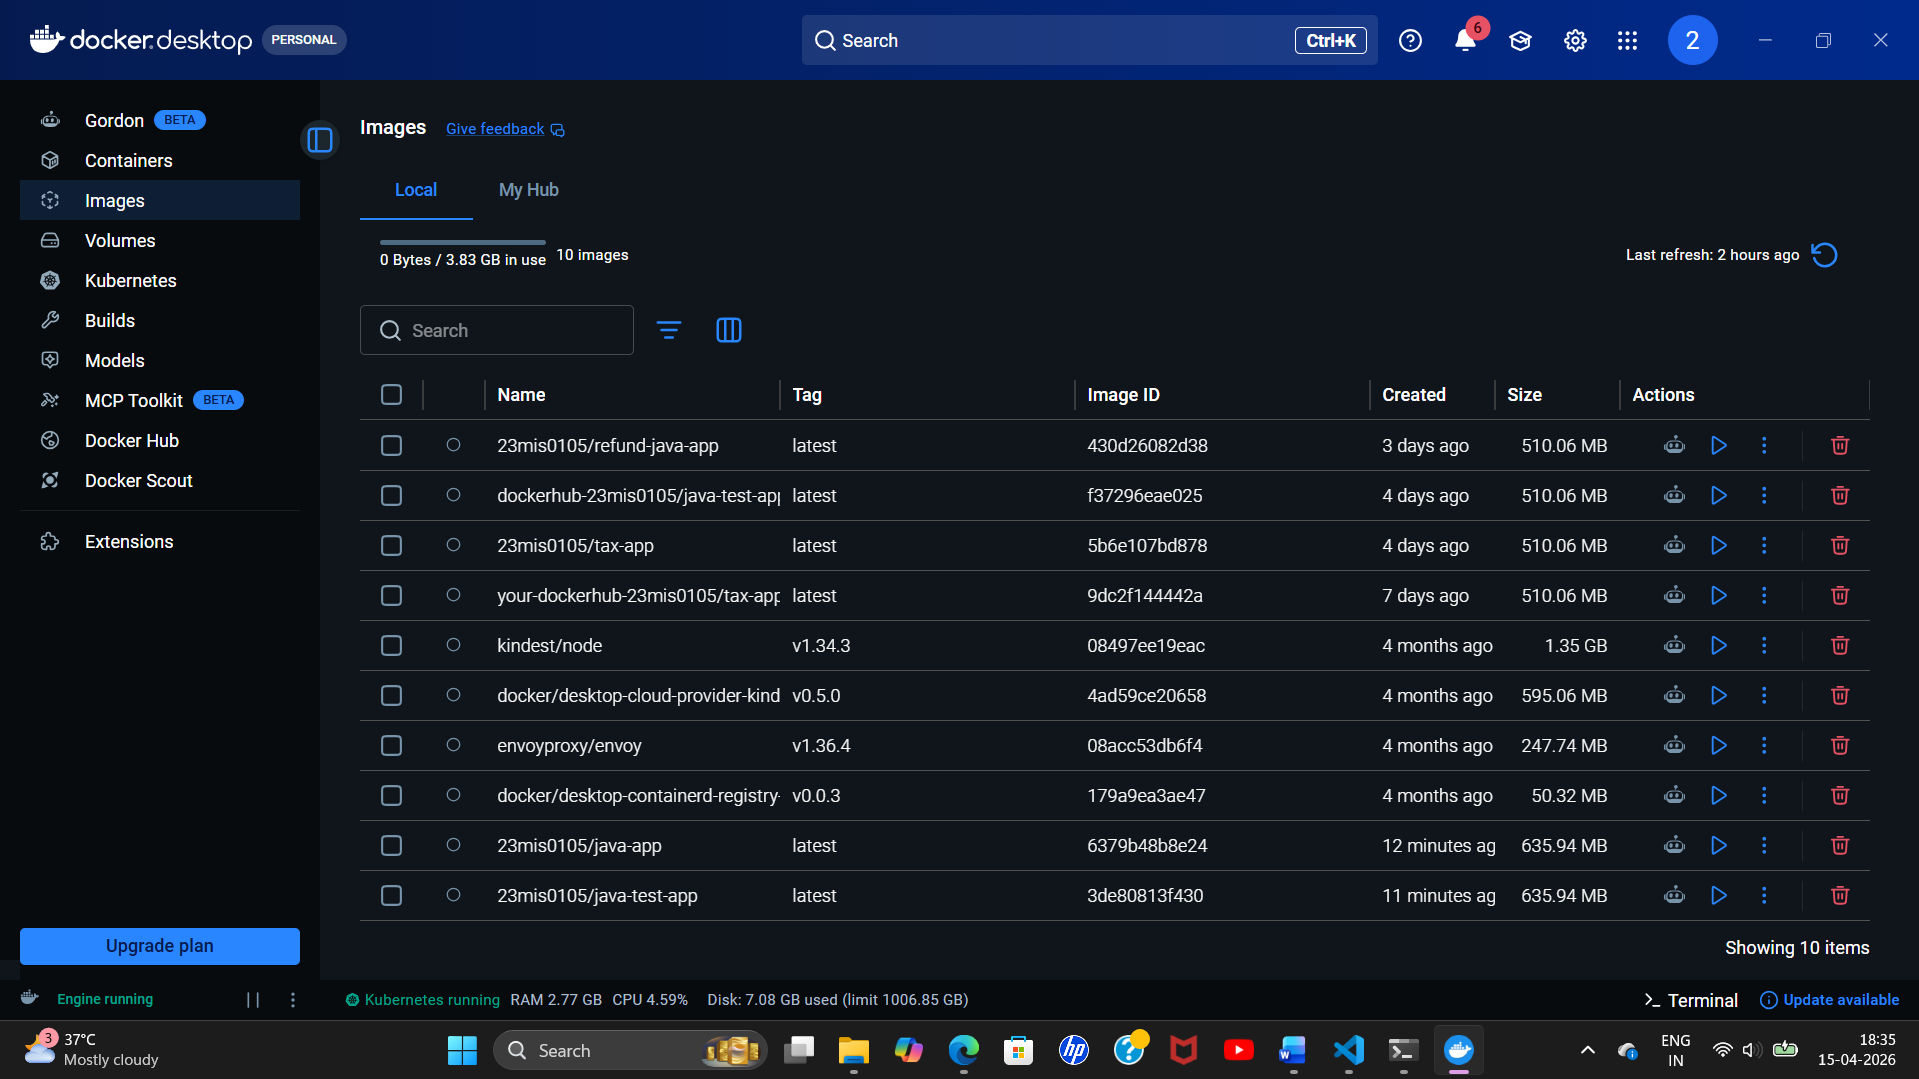 docker.desktop PERSONAL
Search Ctrl+K
6
2
Gordon BETA
Containers
Images
Volumes
Kubernetes
Builds
Models
MCP Toolkit BETA
Docker Hub
Docker Scout
Extensions
Upgrade plan
Images Give feedback
Local My Hub
0 Bytes / 3.83 GB in use 10 images
Last refresh: 2 hours ago
Search
Name Tag Image ID Created Size Actions
23mis0105/refund-java-app latest 430d26082d38 3 days ago 510.06 MB
dockerhub-23mis0105/java-test-app latest f37296eae025 4 days ago 510.06 MB
23mis0105/tax-app latest 5b6e107bd878 4 days ago 510.06 MB
your-dockerhub-23mis0105/tax-app latest 9dc2f144442a 7 days ago 510.06 MB
kindest/node v1.34.3 08497ee19eac 4 months ago 1.35 GB
docker/desktop-cloud-provider-kind v0.5.0 4ad59ce20658 4 months ago 595.06 MB
envoyproxy/envoy v1.36.4 08acc53db6f4 4 months ago 247.74 MB
docker/desktop-containerd-registry- v0.0.3 179a9ea3ae47 4 months ago 50.32 MB
23mis0105/java-app latest 6379b48b8e24 12 minutes ag 635.94 MB
23mis0105/java-test-app latest 3de80813f430 11 minutes ag 635.94 MB
Showing 10 items
Engine running
Kubernetes running RAM 2.77 GB CPU 4.59% Disk: 7.08 GB used (limit 1006.85 GB)
Terminal Update available
3
37°C
Mostly cloudy
Search
hp
W
ENG
IN
18:35
15-04-2026